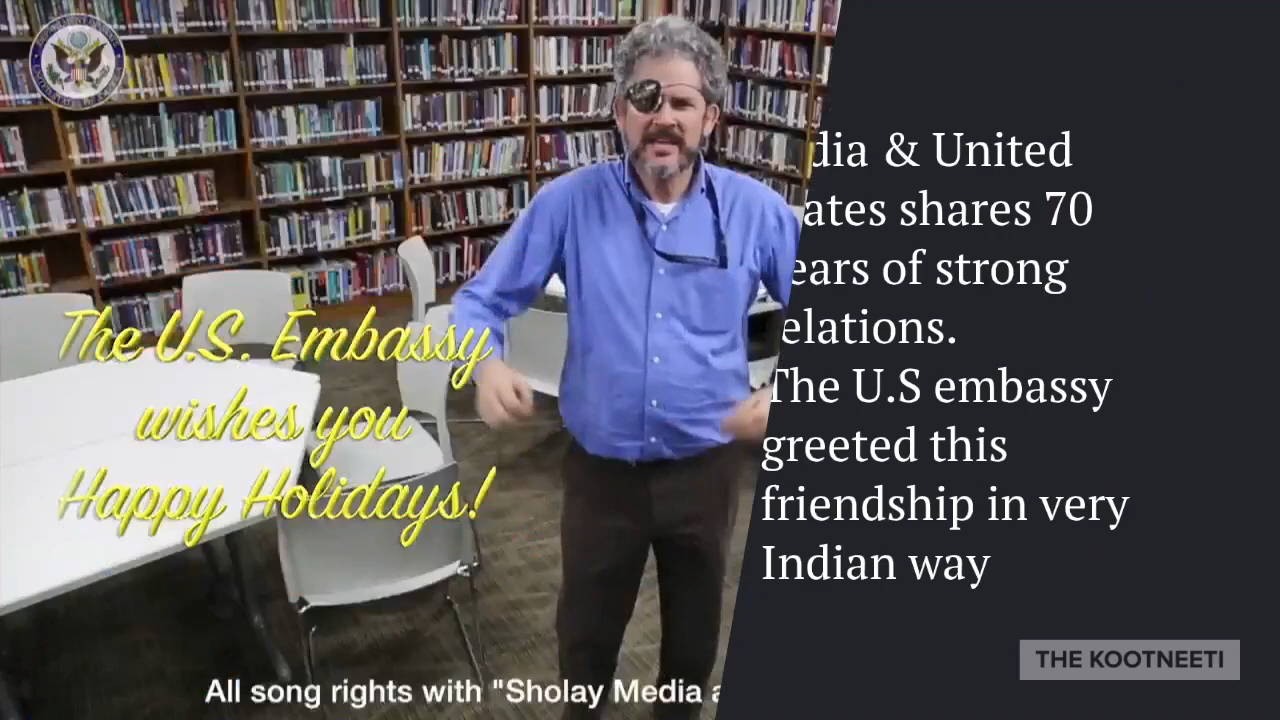 The U.S. Embassy
wishes you
Happy Holidays!
All song rights with "Sholay Media
dia & United
ates shares 70
ears of strong
elations.
The U.S embassy
greeted this
friendship in very
Indian way
THE KOOTNEETI